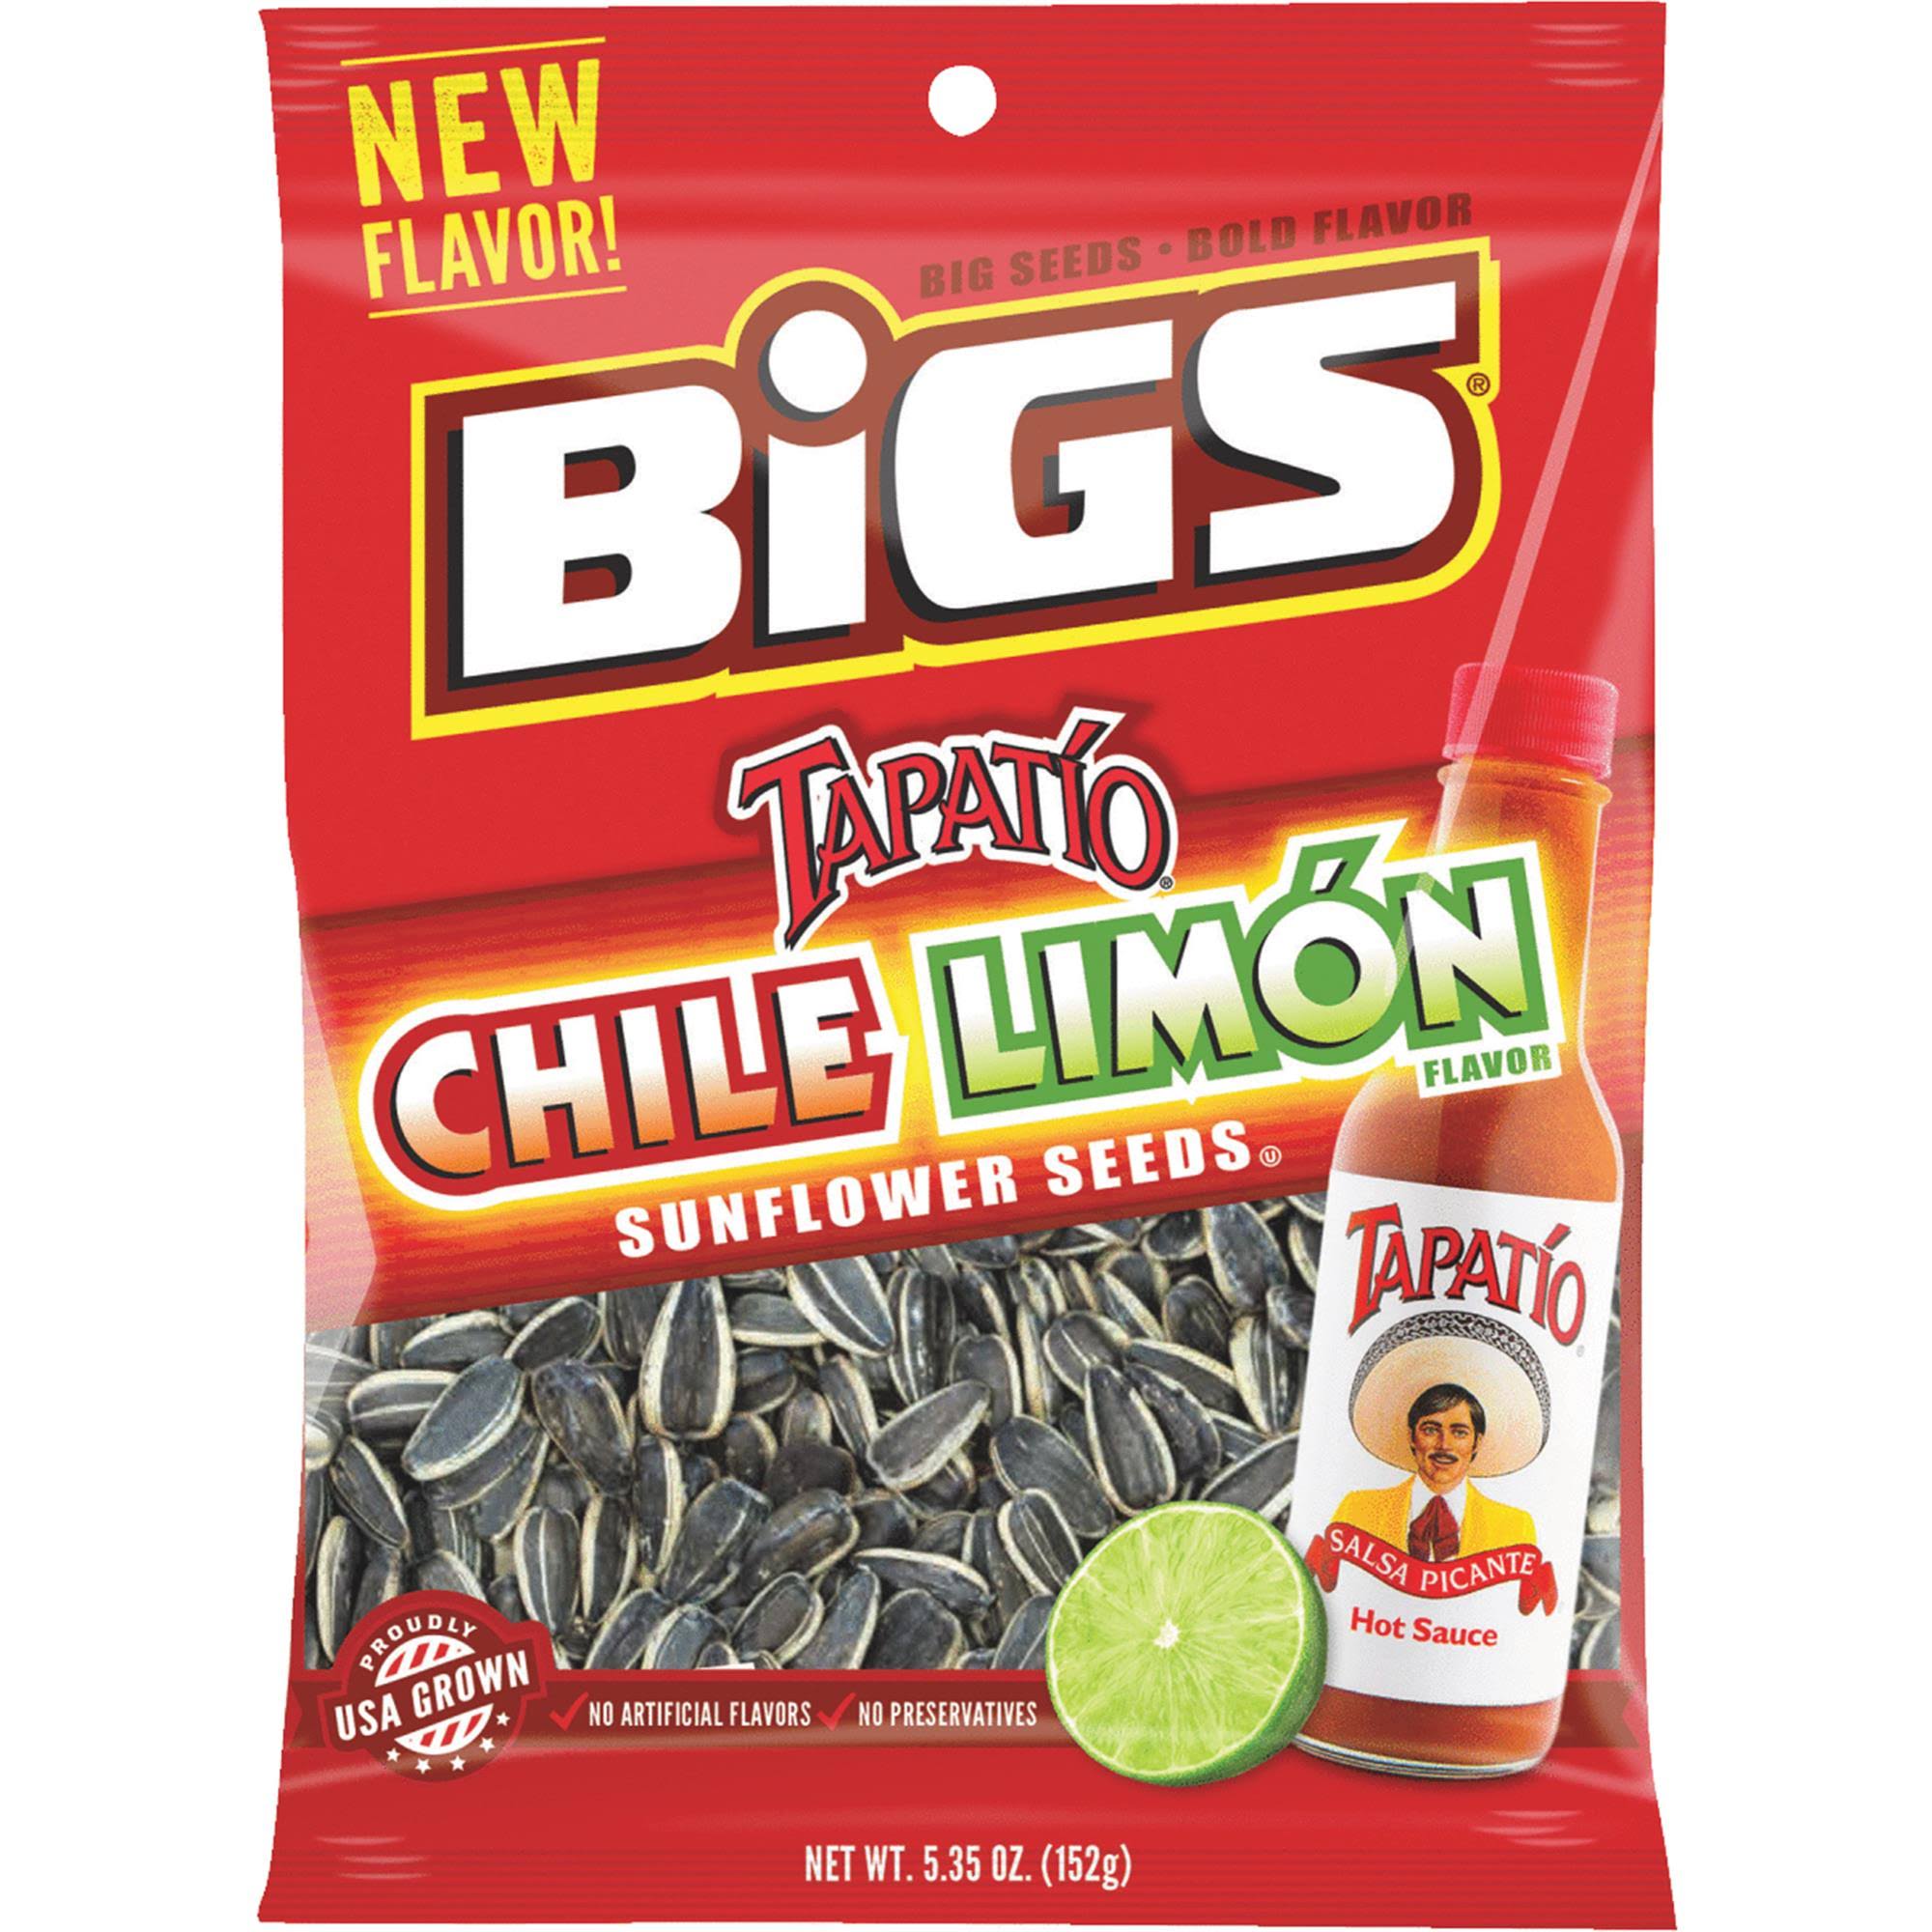 NEW
FLAVOR!
BIG SEEDS • BOLD FLAVOR
BiGS®
TAPATÍO®
CHILE LIMÓN
FLAVOR
SUNFLOWER SEEDS Ⓤ
TAPATÍO
SALSA PICANTE
Hot Sauce
PROUDLY
USA GROWN
NO ARTIFICIAL FLAVORS NO PRESERVATIVES
NET WT. 5.35 OZ. (152g)